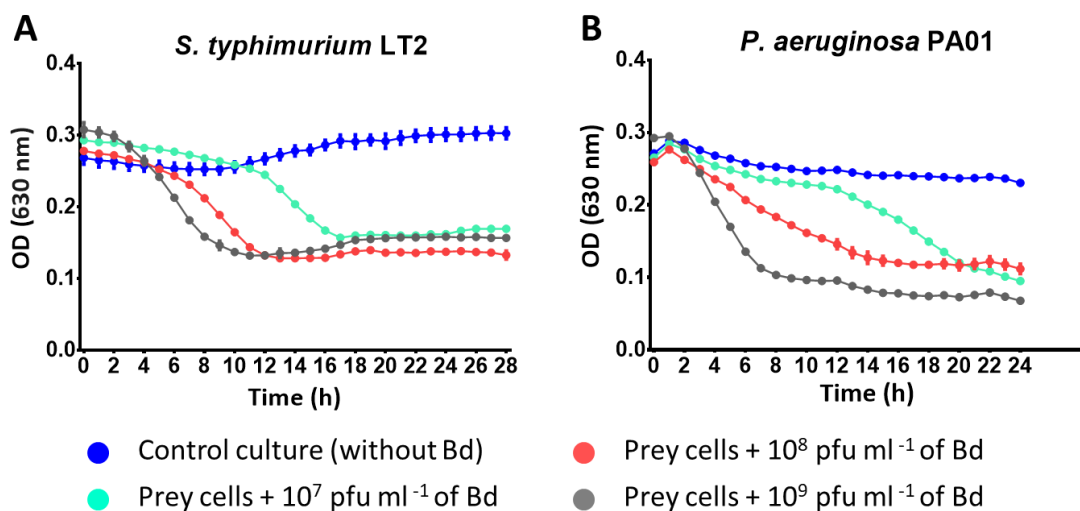 A
S. typhimurium LT2
0.4
0.3
0.2
0.1
0.0
OD (630 nm)
0 2 4 6 8 10 12 14 16 18 20 22 24 26 28
Time (h)
B
P. aeruginosa PA01
0.4
0.3
0.2
0.1
0.0
OD (630 nm)
0 2 4 6 8 10 12 14 16 18 20 22 24
Time (h)
Control culture (without Bd)
Prey cells + 10⁷ pfu ml ⁻¹ of Bd
Prey cells + 10⁸ pfu ml ⁻¹ of Bd
Prey cells + 10⁹ pfu ml ⁻¹ of Bd